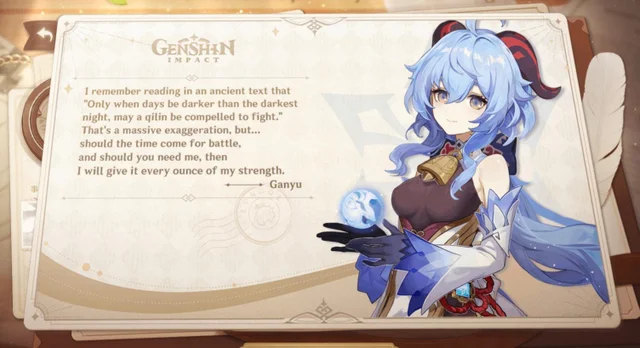 GENSHIN
IMPACT
I remember reading in an ancient text that
"Only when days be darker than the darkest
night, may a qilin be compelled to fight."
That's a massive exaggeration, but...
should the time come for battle,
and should you need me, then
I will give it every ounce of my strength.
Ganyu